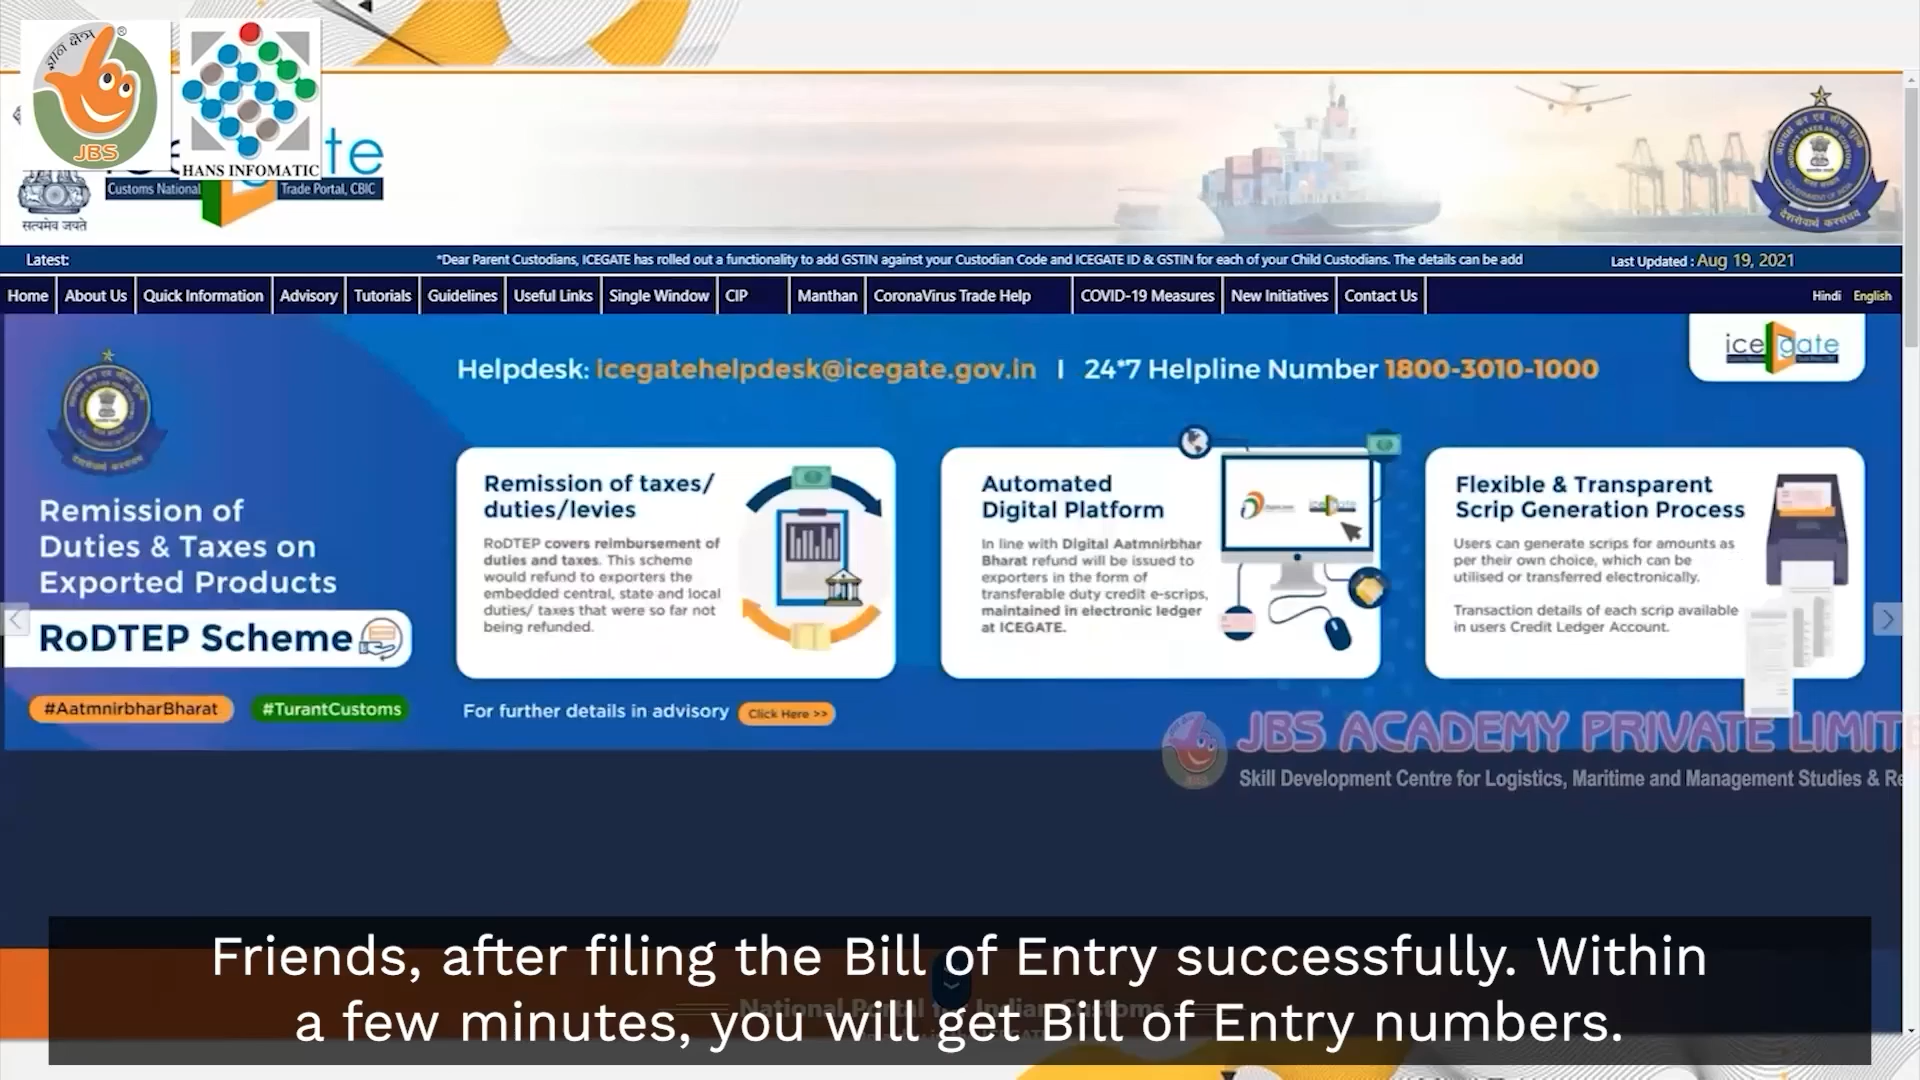 ज्ञान क्षेत्र
®
JBS
HANS INFOMATIC
te
Customs National
Trade Portal, CBIC
सत्यमेव जयते
Latest:
*Dear Parent Custodians, ICEGATE has rolled out a functionality to add GSTIN against your Custodian Code and ICEGATE ID & GSTIN for each of your Child Custodians. The details can be add
Last Updated : Aug 19, 2021
Home
About Us
Quick Information
Advisory
Tutorials
Guidelines
Useful Links
Single Window
CIP
Manthan
CoronaVirus Trade Help
COVID-19 Measures
New Initiatives
Contact Us
Hindi
English
Helpdesk: icegatehelpdesk@icegate.gov.in I 24*7 Helpline Number 1800-3010-1000
icegate
Remission of
Duties & Taxes on
Exported Products
RoDTEP Scheme
#AatmnirbharBharat
#TurantCustoms
Remission of taxes/
duties/levies
RoDTEP covers reimbursement of
duties and taxes. This scheme
would refund to exporters the
embedded central, state and local
duties/ taxes that were so far not
being refunded.
Automated
Digital Platform
In line with Digital Aatmnirbhar
Bharat refund will be issued to
exporters in the form of
transferable duty credit e-scrips,
maintained in electronic ledger
at ICEGATE.
Flexible & Transparent
Scrip Generation Process
Users can generate scrips for amounts as
per their own choice, which can be
utilised or transferred electronically.
Transaction details of each scrip available
in users Credit Ledger Account.
For further details in advisory
Click Here >>
JBS ACADEMY PRIVATE LIMIT
Skill Development Centre for Logistics, Maritime and Management Studies & Re
Friends, after filing the Bill of Entry successfully. Within
a few minutes, you will get Bill of Entry numbers.